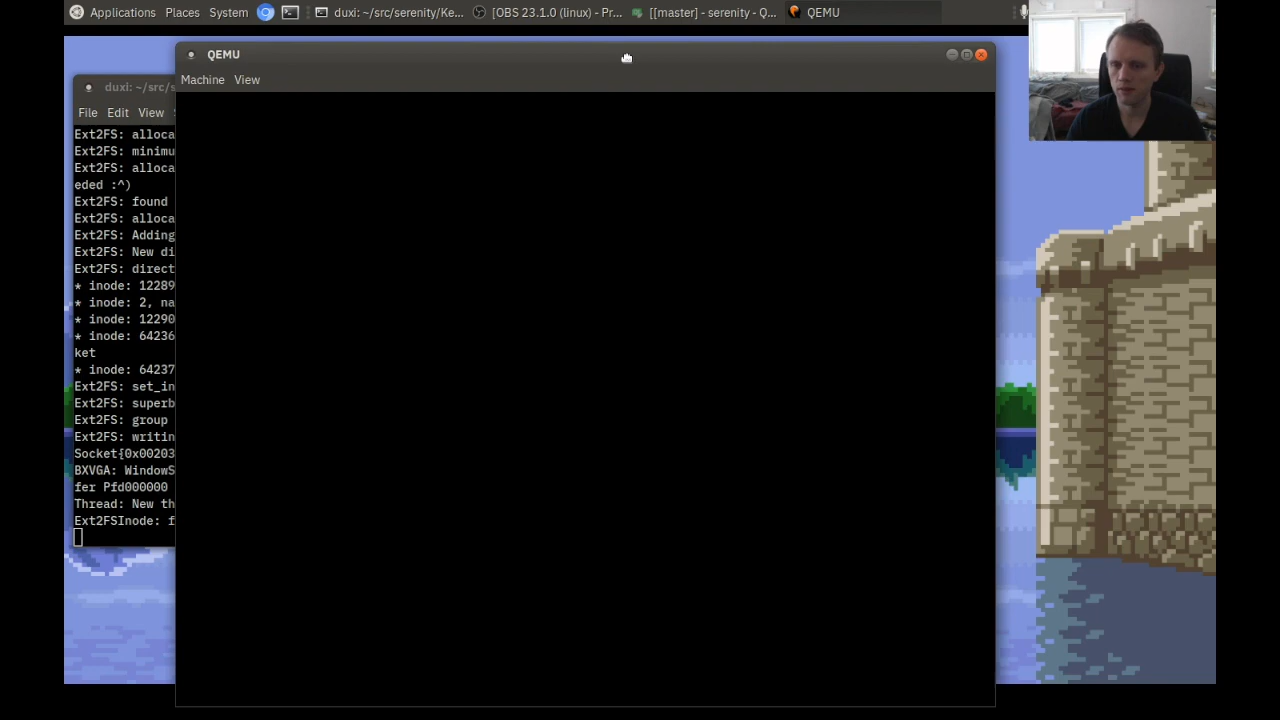 Applications Places System duxi: ~/src/serenity/Ke... [OBS 23.1.0 (linux) - Pr... [[master] - serenity - Q... QEMU
QEMU
Machine View
duxi: ~/src/s
File Edit View
Ext2FS: alloca
Ext2FS: minimu
Ext2FS: alloca
eded :^)
Ext2FS: found
Ext2FS: alloca
Ext2FS: Adding
Ext2FS: New di
Ext2FS: direct
* inode: 12289
* inode: 2, na
* inode: 12290
* inode: 64236
ket
* inode: 64237
Ext2FS: set_in
Ext2FS: superb
Ext2FS: group
Ext2FS: writin
Socket{0x00203
BXVGA: WindowS
fer Pfd000000
Thread: New th
Ext2FSInode: f